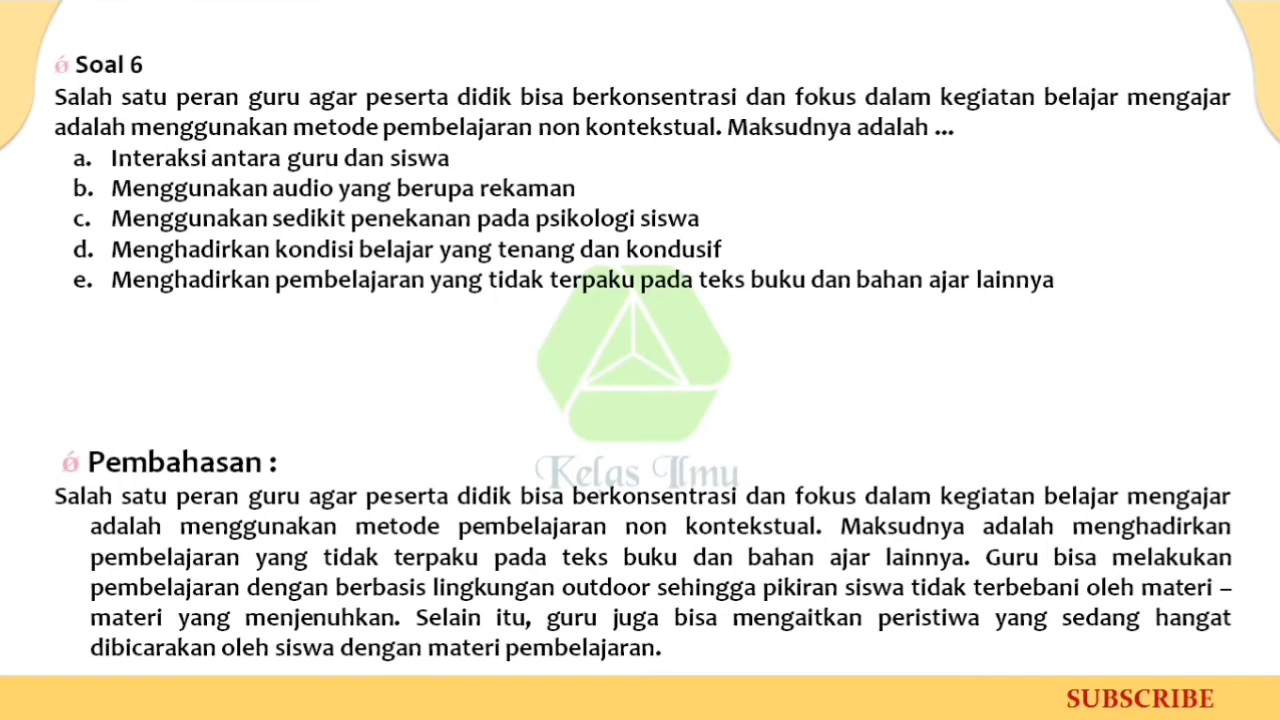 ǿ Soal 6
Salah satu peran guru agar peserta didik bisa berkonsentrasi dan fokus dalam kegiatan belajar mengajar
adalah menggunakan metode pembelajaran non kontekstual. Maksudnya adalah ...
a. Interaksi antara guru dan siswa
b. Menggunakan audio yang berupa rekaman
c. Menggunakan sedikit penekanan pada psikologi siswa
d. Menghadirkan kondisi belajar yang tenang dan kondusif
e. Menghadirkan pembelajaran yang tidak terpaku pada teks buku dan bahan ajar lainnya
ǿ Pembahasan :
Kelas Ilmu
Salah satu peran guru agar peserta didik bisa berkonsentrasi dan fokus dalam kegiatan belajar mengajar
adalah menggunakan metode pembelajaran non kontekstual. Maksudnya adalah menghadirkan
pembelajaran yang tidak terpaku pada teks buku dan bahan ajar lainnya. Guru bisa melakukan
pembelajaran dengan berbasis lingkungan outdoor sehingga pikiran siswa tidak terbebani oleh materi –
materi yang menjenuhkan. Selain itu, guru juga bisa mengaitkan peristiwa yang sedang hangat
dibicarakan oleh siswa dengan materi pembelajaran.
SUBSCRIBE